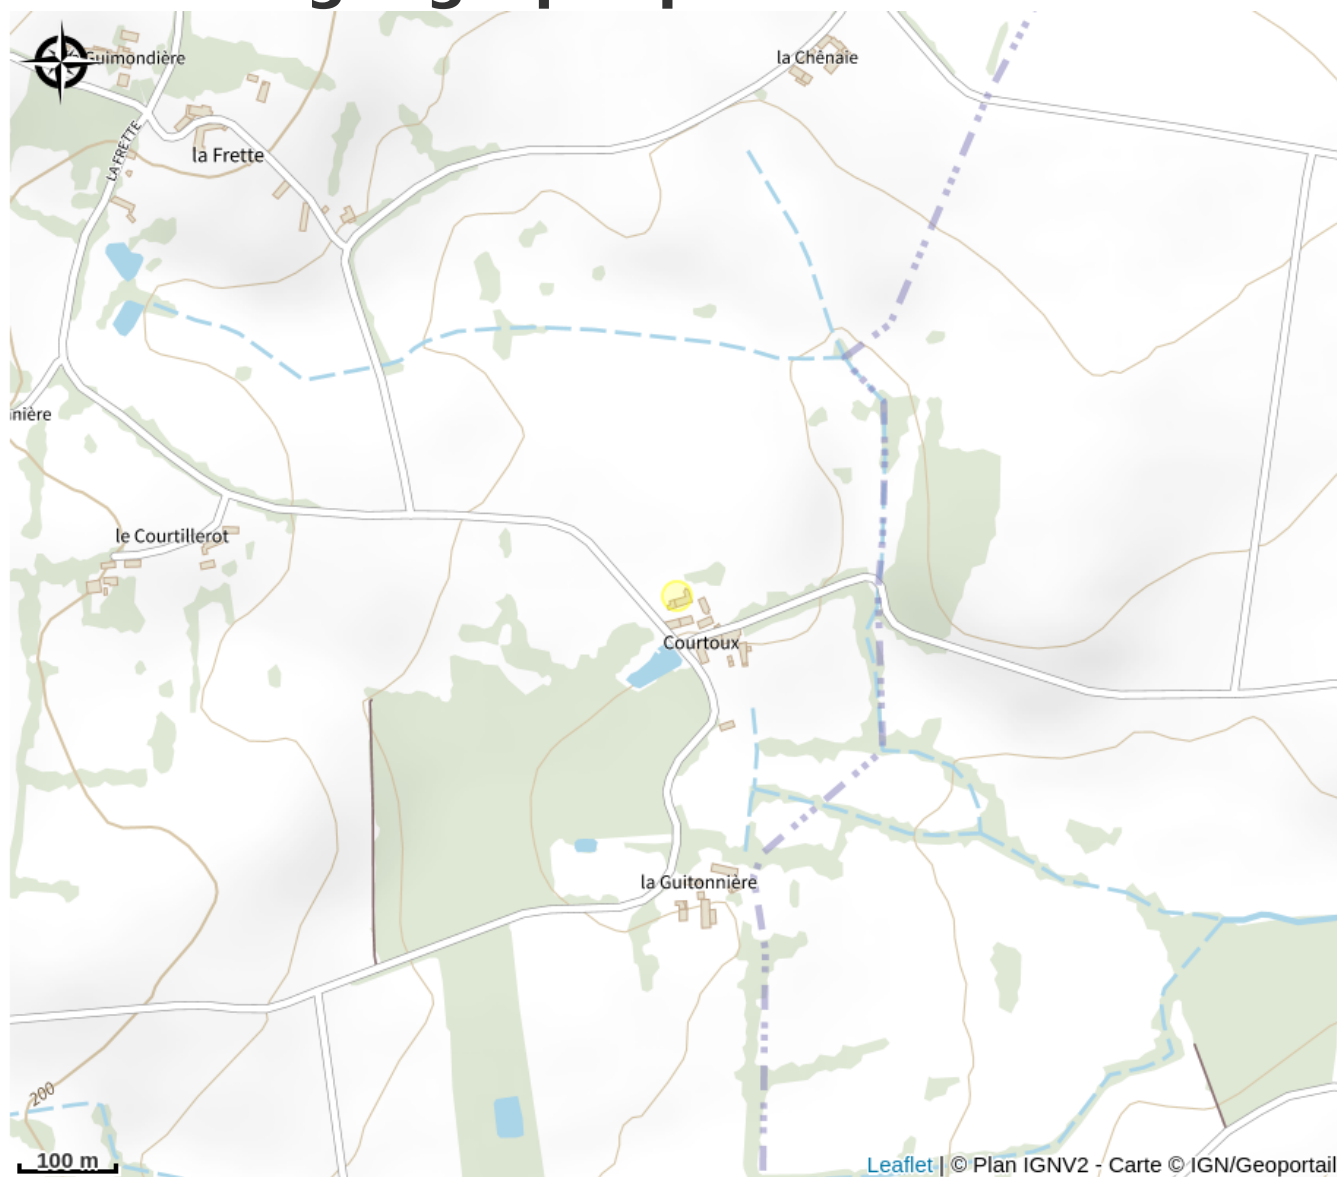 Guimondière
la Chênaie
LA FRETTE
la Frette
nière
le Courtillerot
Courtoux
la Guitonnière
200
100 m
Leaflet | © Plan IGNV2 - Carte © IGN/Geoportail